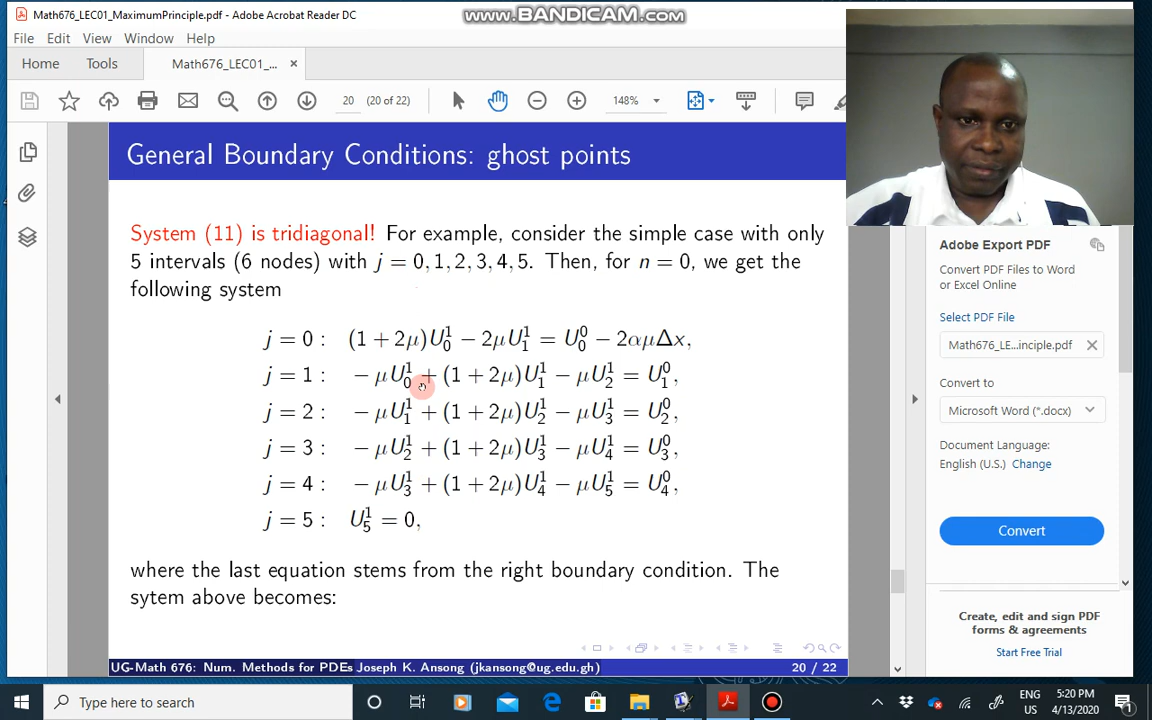 Math676_LEC01_MaximumPrinciple.pdf - Adobe Acrobat Reader DC
www.BANDICAM.com
File Edit View Window Help
Home Tools Math676_LEC01_... ×
20 (20 of 22) 148%
General Boundary Conditions: ghost points
System (11) is tridiagonal! For example, consider the simple case with only
5 intervals (6 nodes) with j = 0, 1, 2, 3, 4, 5. Then, for n = 0, we get the
following system
j = 0 : (1 + 2μ)U₀¹ − 2μU₁¹ = U₀⁰ − 2αμΔx,
j = 1 : − μU₀¹ + (1 + 2μ)U₁¹ − μU₂¹ = U₁⁰,
j = 2 : − μU₁¹ + (1 + 2μ)U₂¹ − μU₃¹ = U₂⁰,
j = 3 : − μU₂¹ + (1 + 2μ)U₃¹ − μU₄¹ = U₃⁰,
j = 4 : − μU₃¹ + (1 + 2μ)U₄¹ − μU₅¹ = U₄⁰,
j = 5 : U₅¹ = 0,
where the last equation stems from the right boundary condition. The
sytem above becomes:
UG-Math 676: Num. Methods for PDEs Joseph K. Ansong (jkansong@ug.edu.gh) 20 / 22
Adobe Export PDF
Convert PDF Files to Word
or Excel Online
Select PDF File
Math676_LE...inciple.pdf
Convert to
Microsoft Word (*.docx)
Document Language:
English (U.S.) Change
Convert
Create, edit and sign PDF
forms & agreements
Start Free Trial
Type here to search
ENG
US
5:20 PM
4/13/2020
1